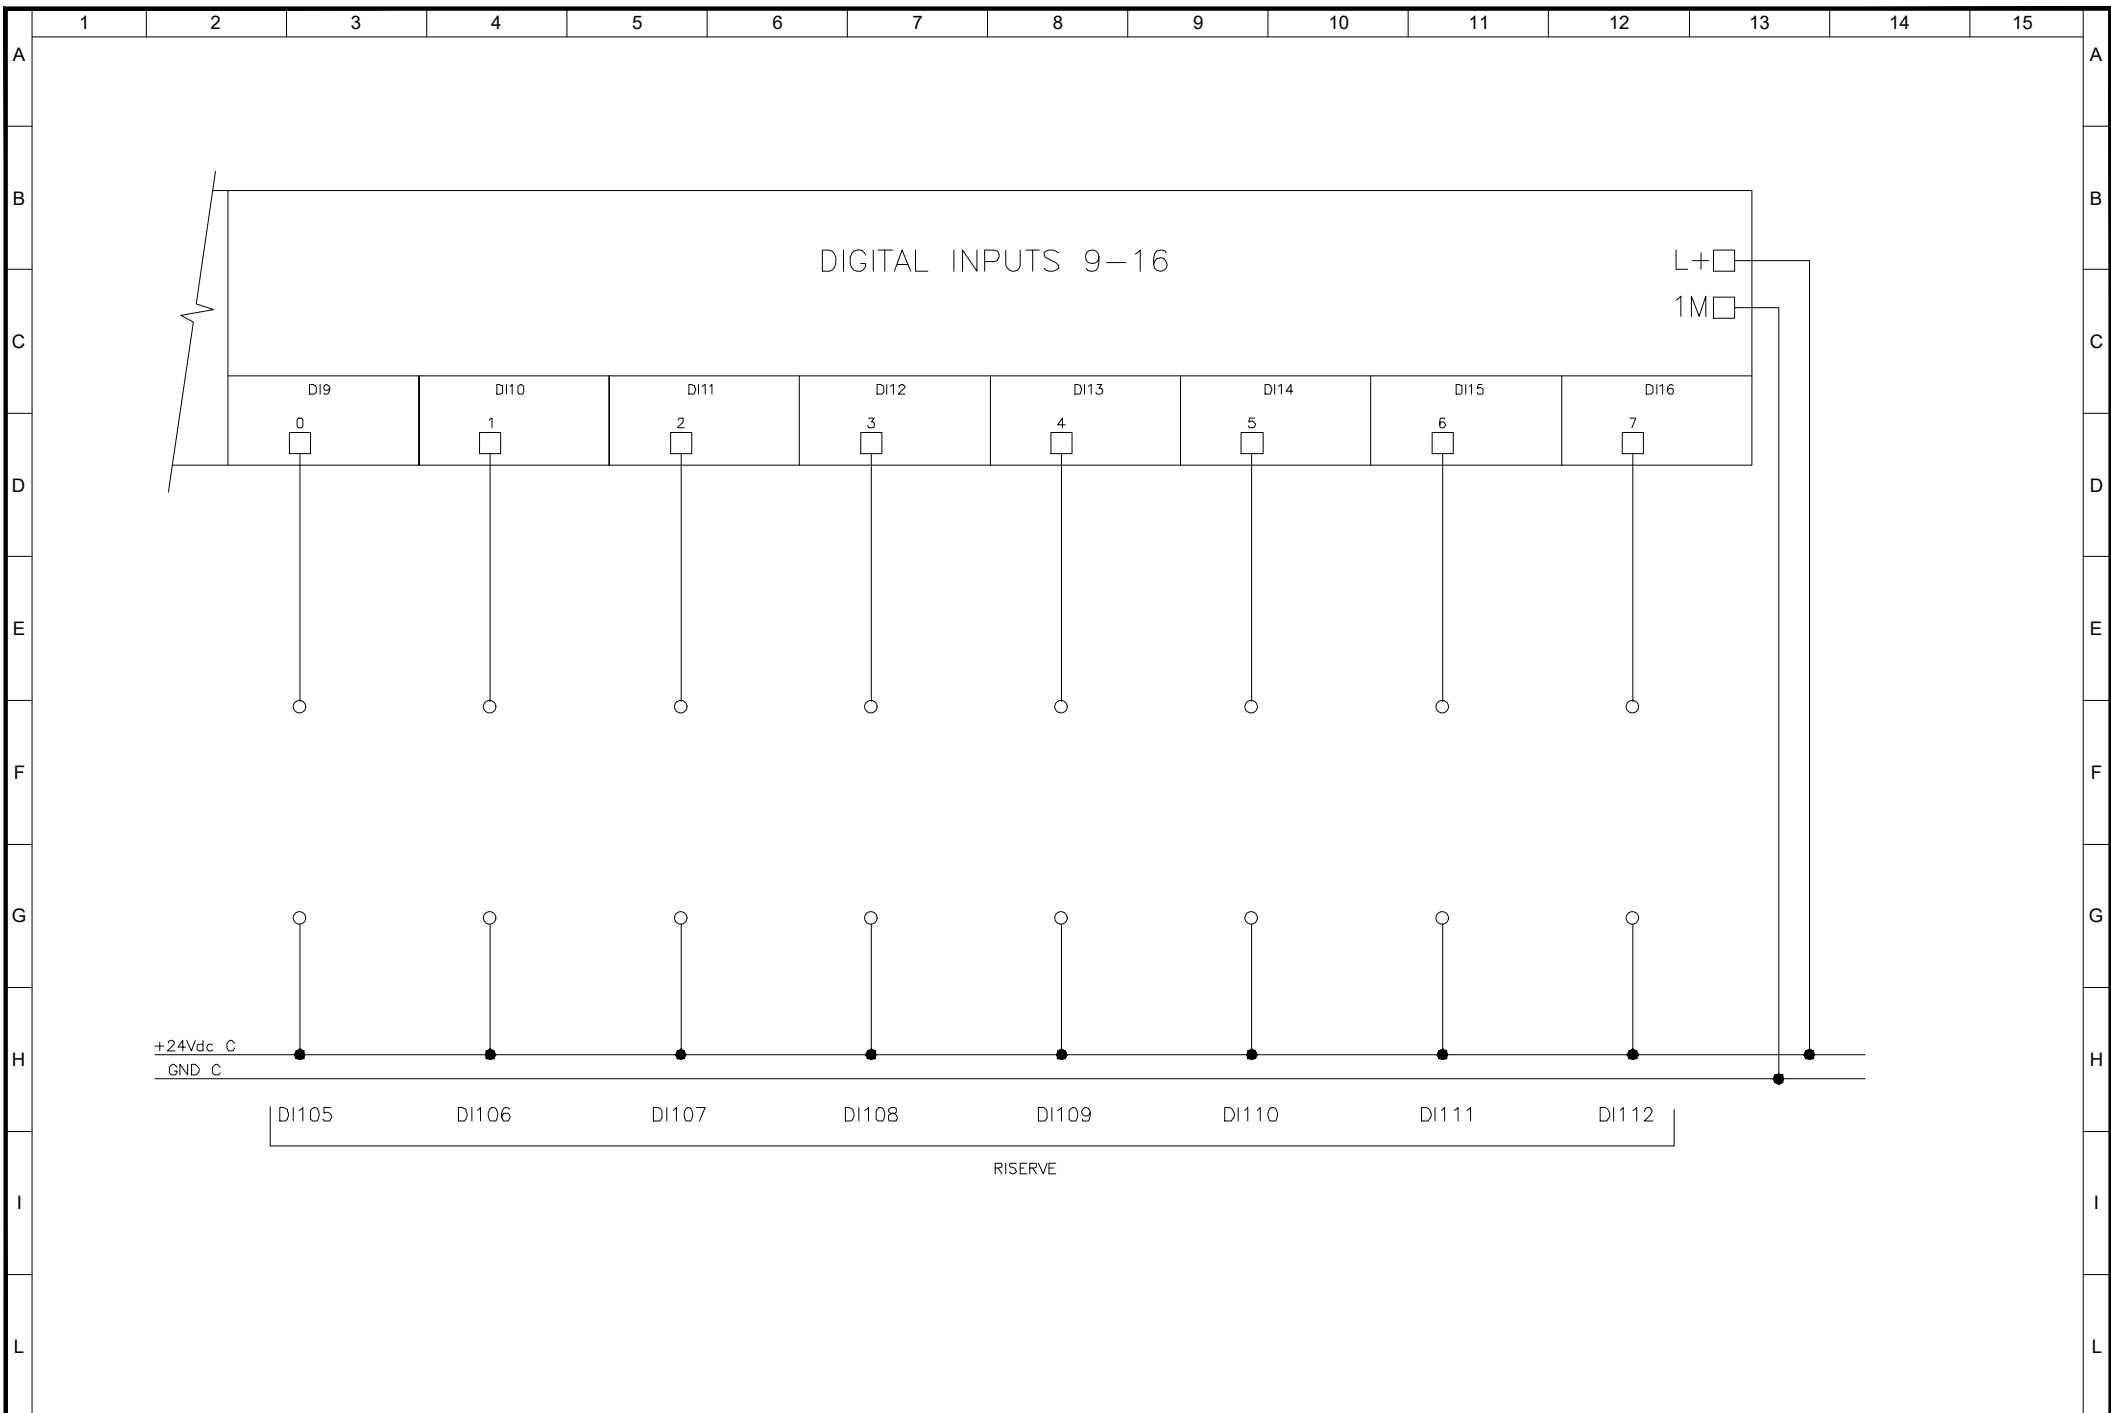 1 2 3 4 5 6 7 8 9 10 11 12 13 14 15
A A
B B
DIGITAL INPUTS 9-16 L+
1M
C C
DI9 DI10 DI11 DI12 DI13 DI14 DI15 DI16
0 1 2 3 4 5 6 7
D D
E E
F F
G G
+24Vdc C
H H
GND C
DI105 DI106 DI107 DI108 DI109 DI110 DI111 DI112
RISERVE
I I
L L